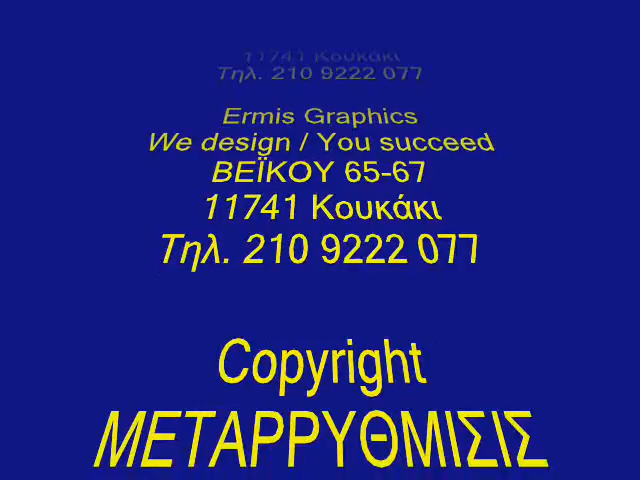 11741 Κουκάκι
Τηλ. 210 9222 077
Ermis Graphics
We design / You succeed
ΒΕΪΚΟΥ 65-67
11741 Κουκάκι
Τηλ. 210 9222 077
Copyright
ΜΕΤΑΡΡΥΘΜΙΣΙΣ